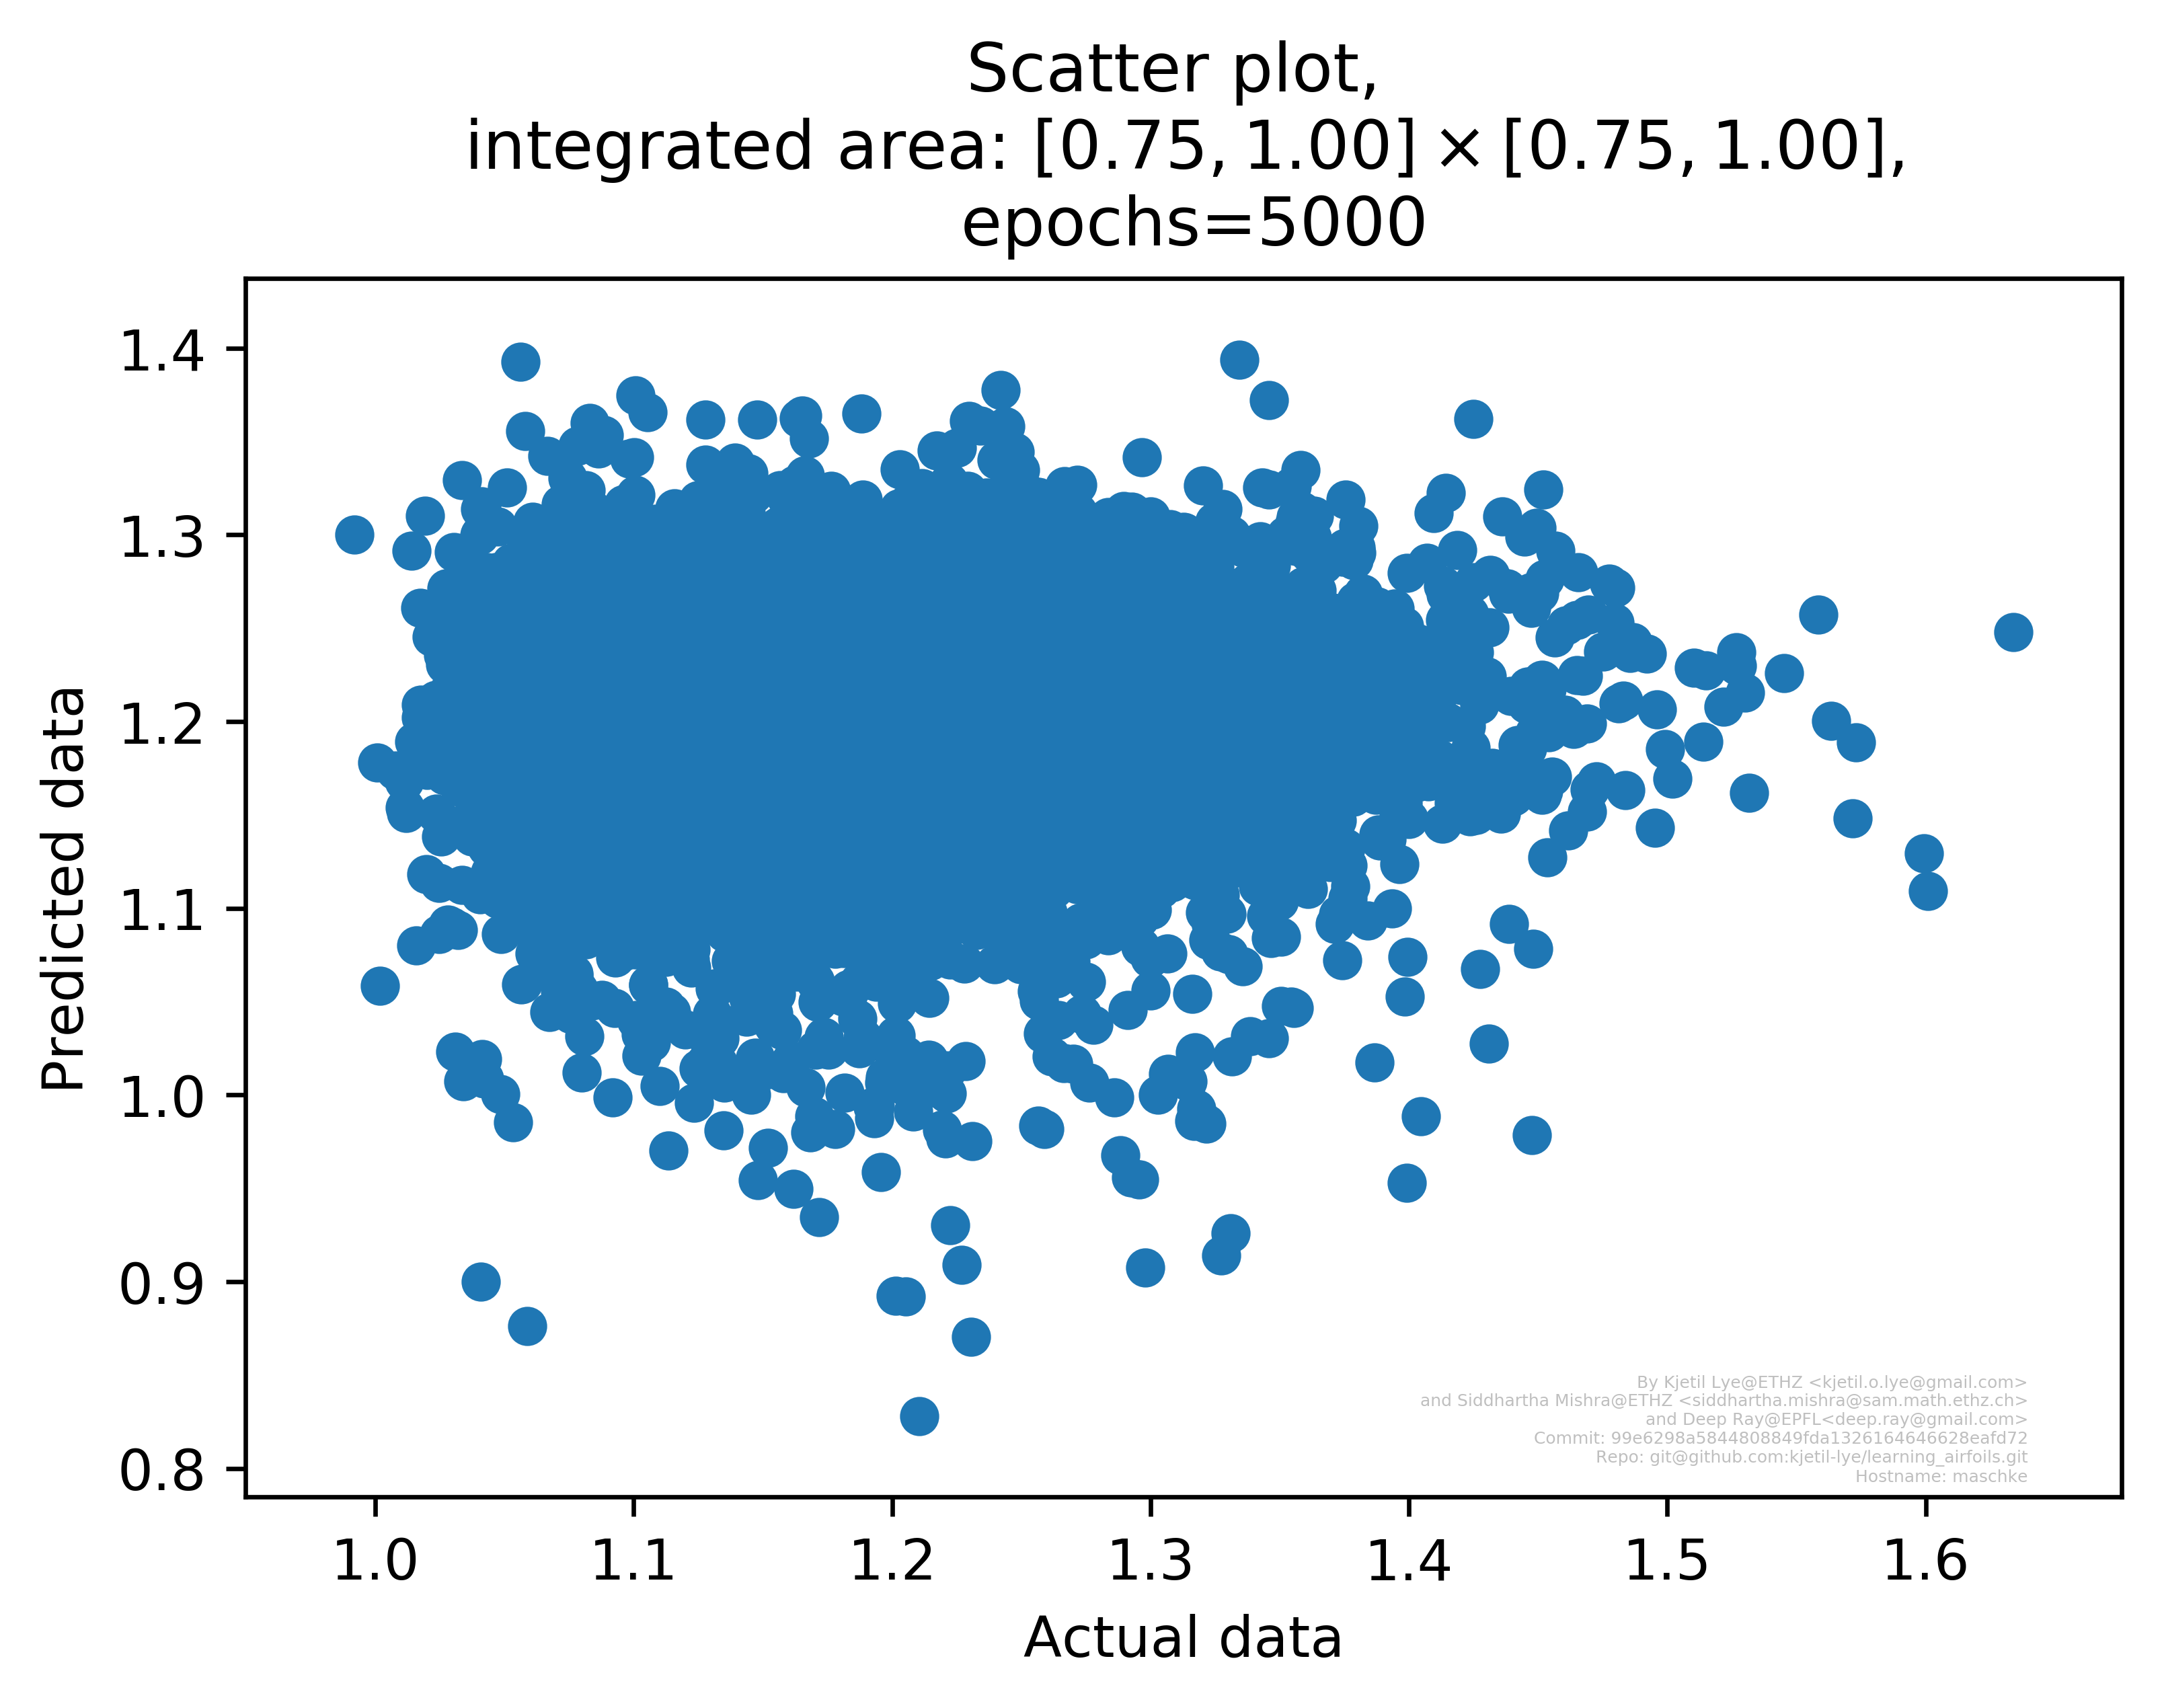 Scatter plot,
integrated area: [0.75, 1.00] × [0.75, 1.00],
epochs=5000
1.4
1.3
1.2
1.1
1.0
0.9
0.8
Predicted data
1.0 1.1 1.2 1.3 1.4 1.5 1.6
Actual data
By Kjetil Lye@ETHZ <kjetil.o.lye@gmail.com>
and Siddhartha Mishra@ETHZ <siddhartha.mishra@sam.math.ethz.ch>
and Deep Ray@EPFL<deep.ray@gmail.com>
Commit: 99e6298a5844808849fda1326164646628eafd72
Repo: git@github.com:kjetil-lye/learning_airfoils.git
Hostname: maschke